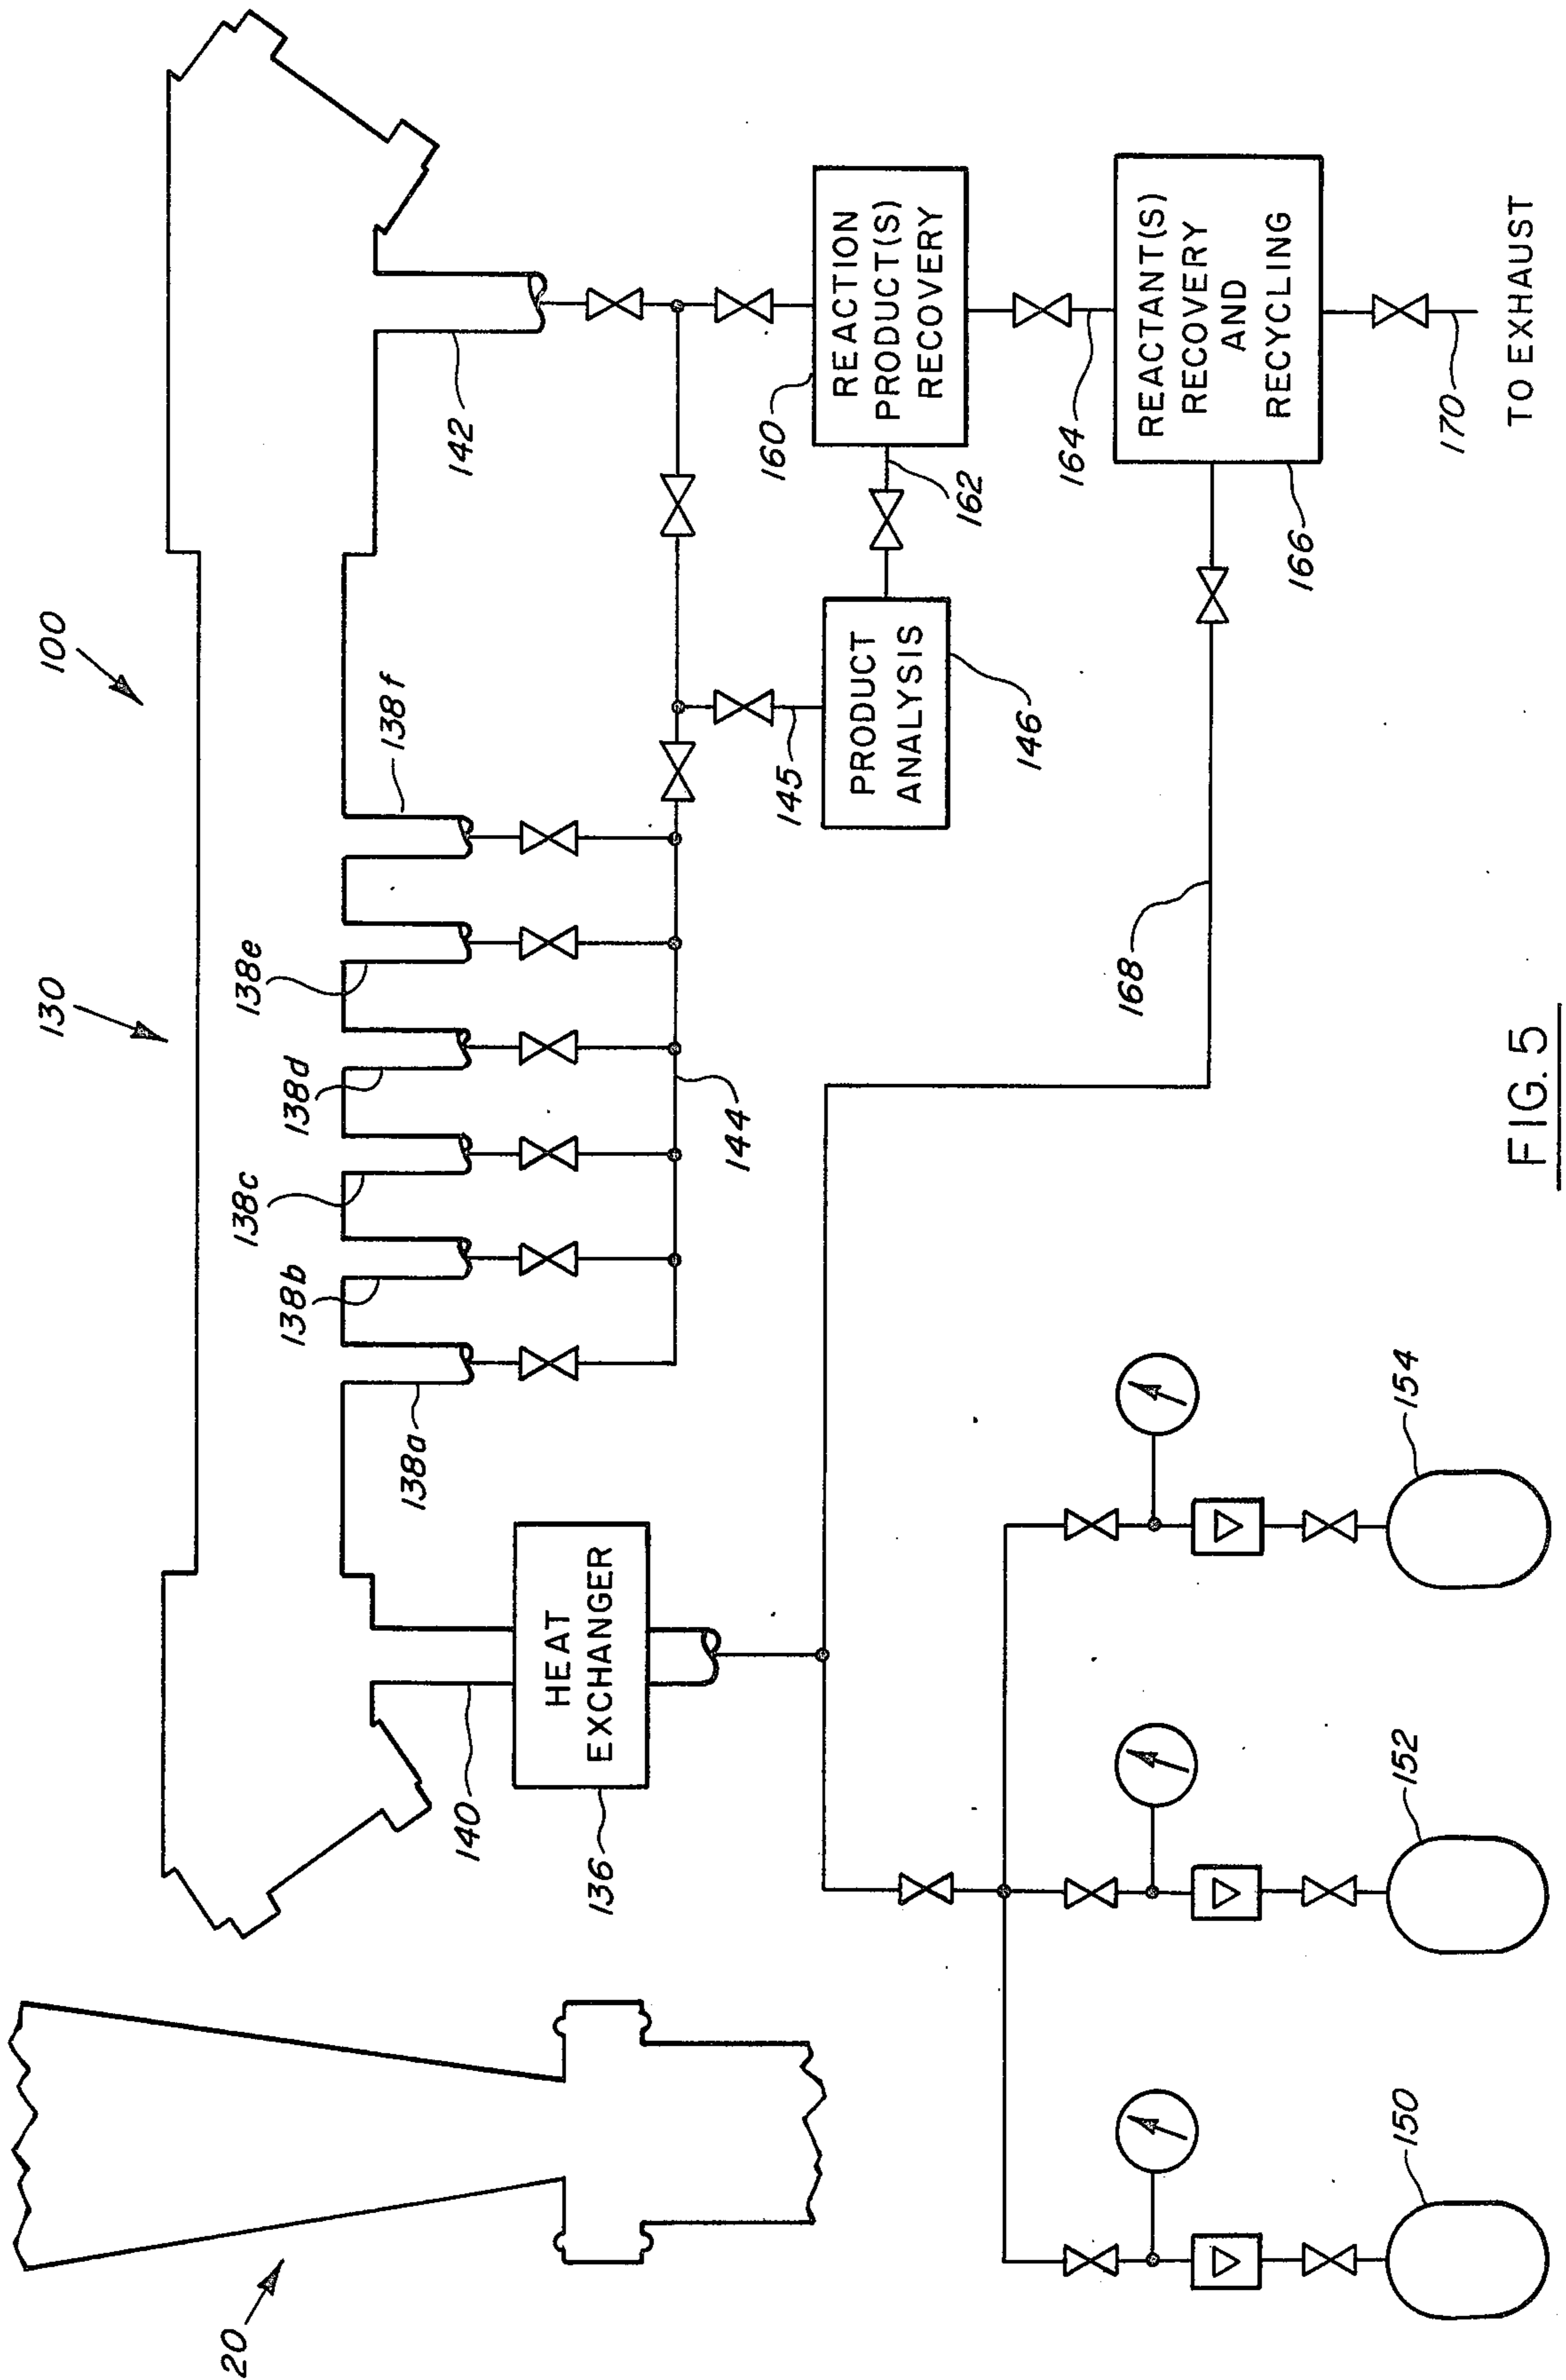 100
130
20
138a
138b
138c
138d
138e
138f
140
142
HEAT
EXCHANGER
136
144
145
PRODUCT
ANALYSIS
146
160
REACTION
PRODUCT(S)
RECOVERY
162
164
REACTANT(S)
RECOVERY
AND
RECYCLING
166
168
170
TO EXHAUST
150
152
154
FIG. 5